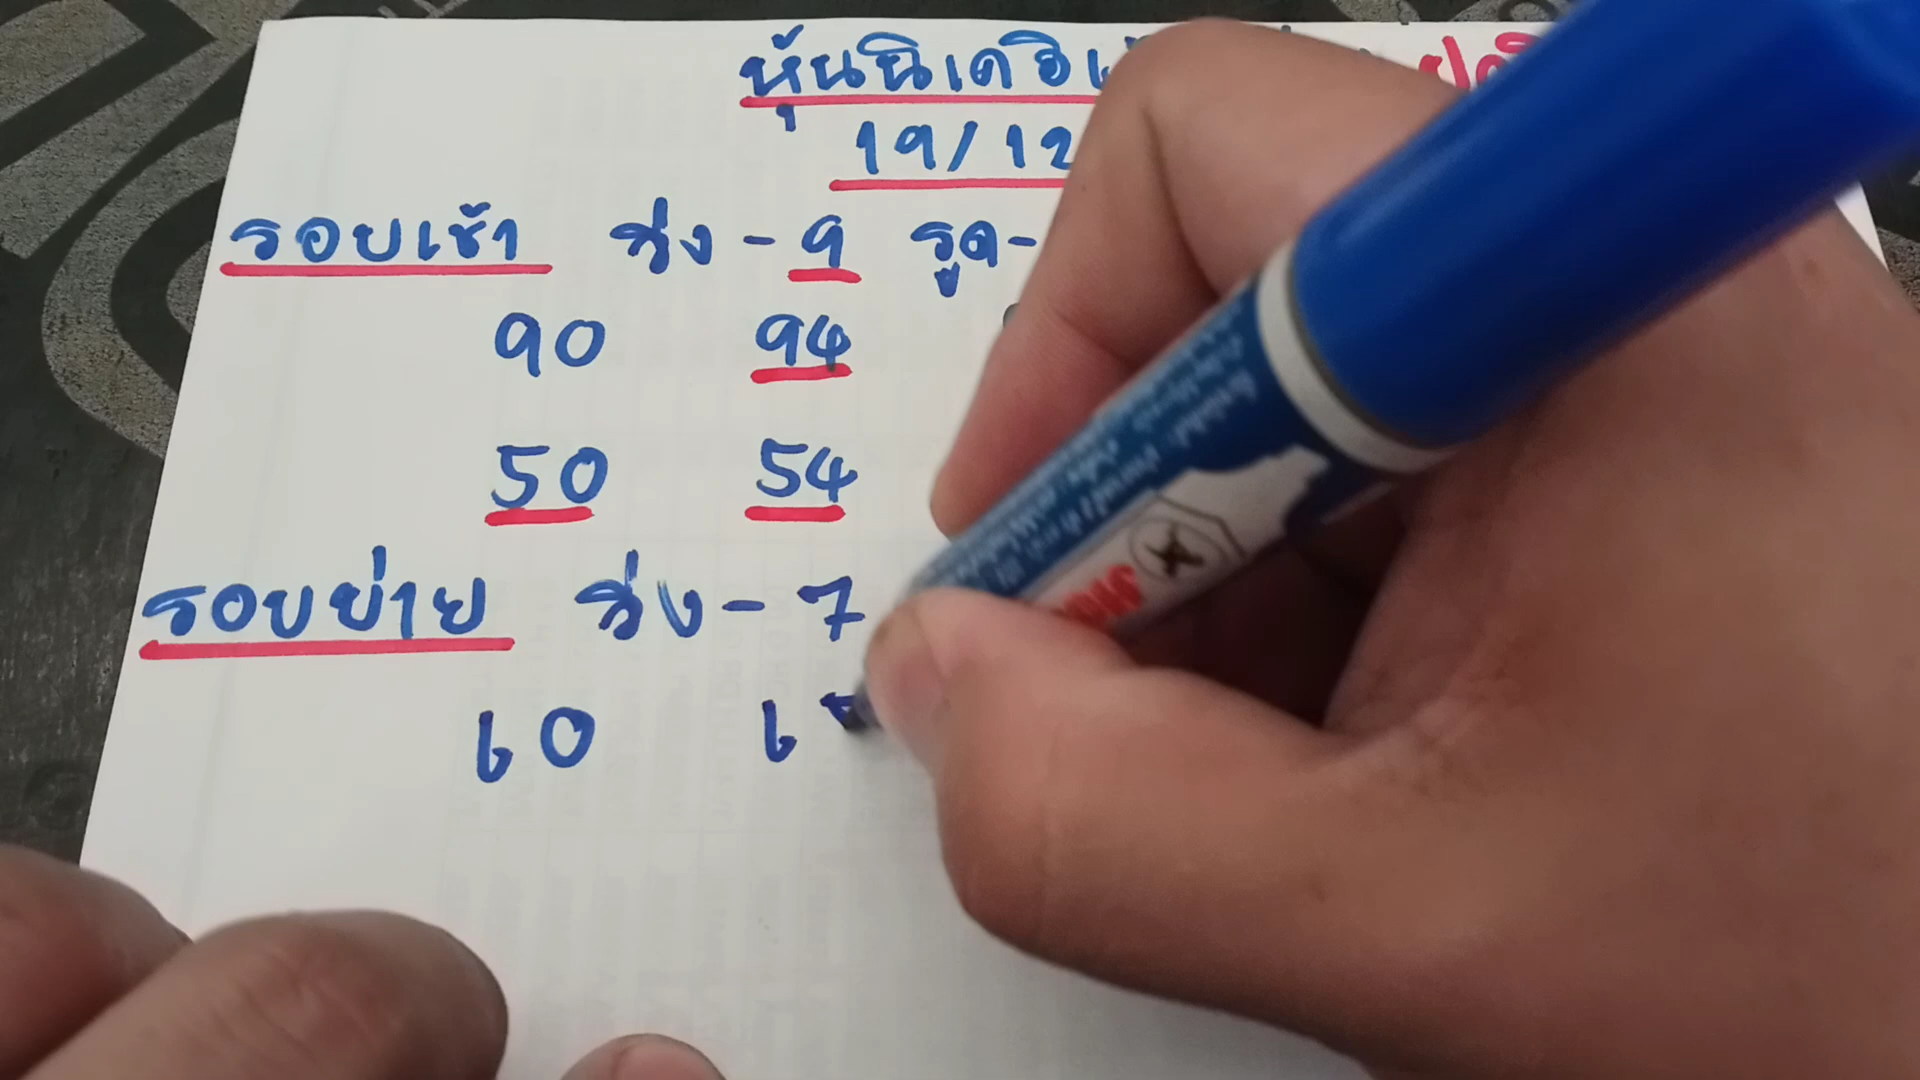 หุ้นนิเคอิ
19/12
รอบเช้า วิ่ง - 9 รูด-
90 94
50 54
รอบบ่าย วิ่ง - 7
60